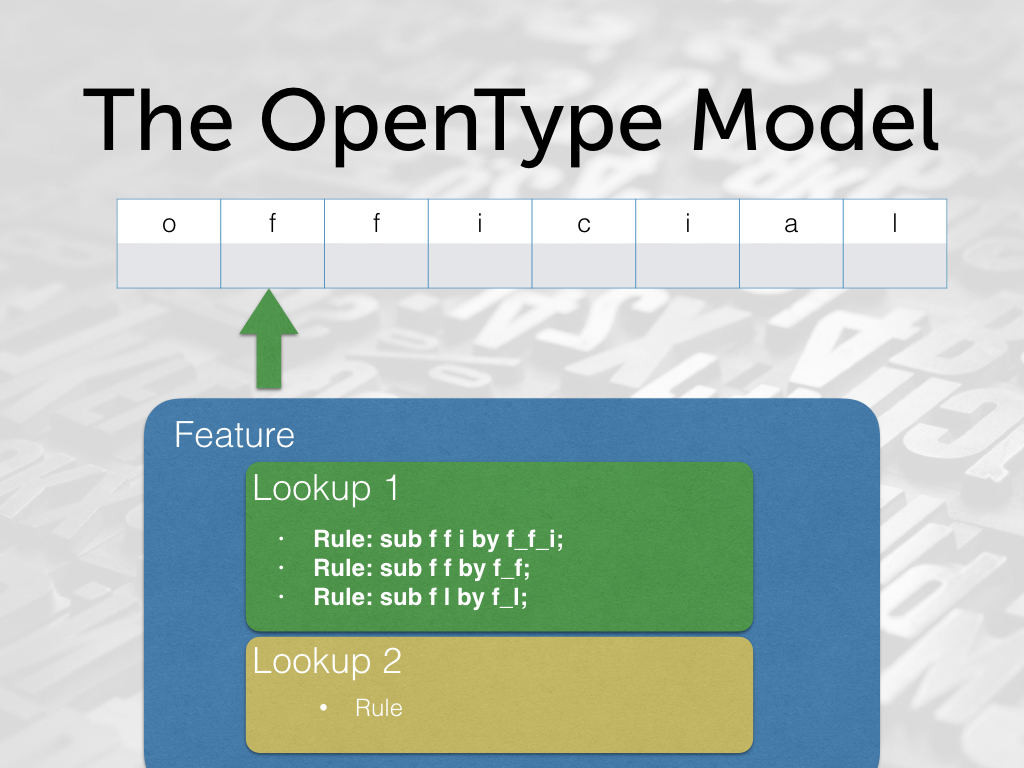 The OpenType Model
o f f i c i a l
Feature
Lookup 1
· Rule: sub f f i by f_f_i;
· Rule: sub f f by f_f;
· Rule: sub f l by f_l;
Lookup 2
• Rule